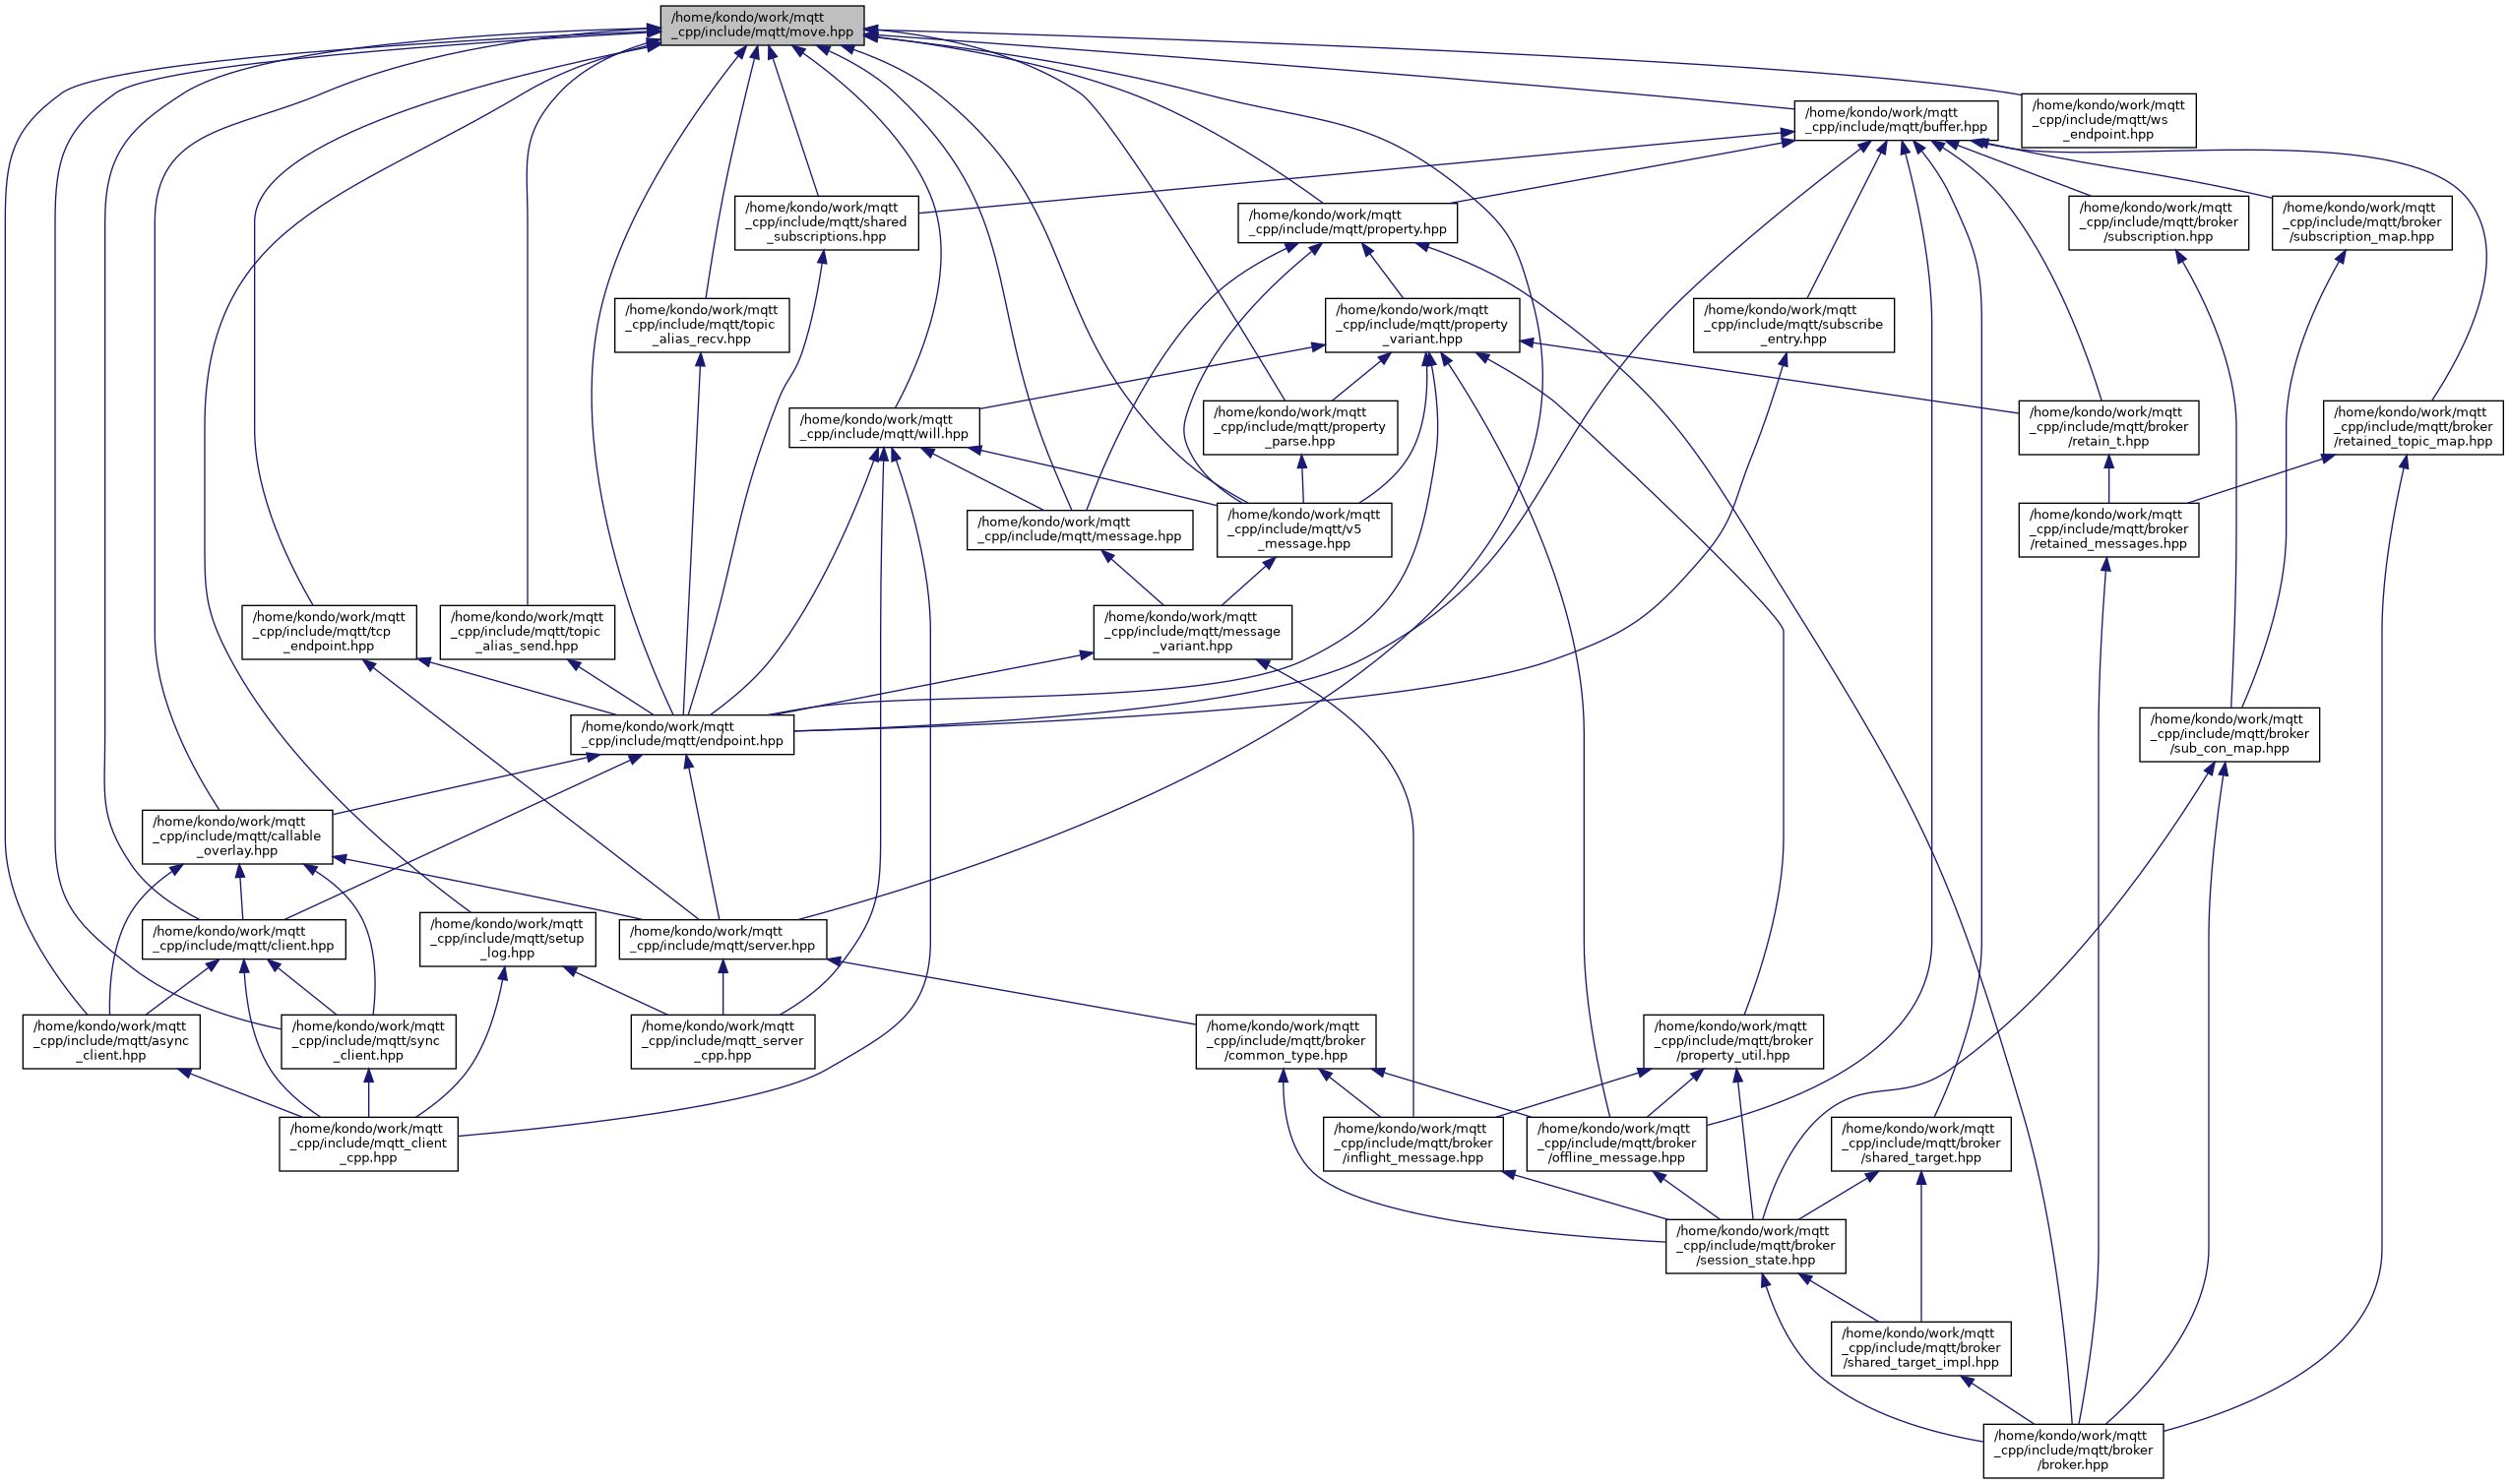 /home/kondo/work/mqtt
_cpp/include/mqtt/move.hpp
/home/kondo/work/mqtt
_cpp/include/mqtt/buffer.hpp
/home/kondo/work/mqtt
_cpp/include/mqtt/ws
_endpoint.hpp
/home/kondo/work/mqtt
_cpp/include/mqtt/shared
_subscriptions.hpp
/home/kondo/work/mqtt
_cpp/include/mqtt/property.hpp
/home/kondo/work/mqtt
_cpp/include/mqtt/broker
/subscription.hpp
/home/kondo/work/mqtt
_cpp/include/mqtt/broker
/subscription_map.hpp
/home/kondo/work/mqtt
_cpp/include/mqtt/topic
_alias_recv.hpp
/home/kondo/work/mqtt
_cpp/include/mqtt/property
_variant.hpp
/home/kondo/work/mqtt
_cpp/include/mqtt/subscribe
_entry.hpp
/home/kondo/work/mqtt
_cpp/include/mqtt/will.hpp
/home/kondo/work/mqtt
_cpp/include/mqtt/property
_parse.hpp
/home/kondo/work/mqtt
_cpp/include/mqtt/broker
/retain_t.hpp
/home/kondo/work/mqtt
_cpp/include/mqtt/broker
/retained_topic_map.hpp
/home/kondo/work/mqtt
_cpp/include/mqtt/message.hpp
/home/kondo/work/mqtt
_cpp/include/mqtt/v5
_message.hpp
/home/kondo/work/mqtt
_cpp/include/mqtt/broker
/retained_messages.hpp
/home/kondo/work/mqtt
_cpp/include/mqtt/tcp
_endpoint.hpp
/home/kondo/work/mqtt
_cpp/include/mqtt/topic
_alias_send.hpp
/home/kondo/work/mqtt
_cpp/include/mqtt/message
_variant.hpp
/home/kondo/work/mqtt
_cpp/include/mqtt/endpoint.hpp
/home/kondo/work/mqtt
_cpp/include/mqtt/broker
/sub_con_map.hpp
/home/kondo/work/mqtt
_cpp/include/mqtt/callable
_overlay.hpp
/home/kondo/work/mqtt
_cpp/include/mqtt/client.hpp
/home/kondo/work/mqtt
_cpp/include/mqtt/setup
_log.hpp
/home/kondo/work/mqtt
_cpp/include/mqtt/server.hpp
/home/kondo/work/mqtt
_cpp/include/mqtt/async
_client.hpp
/home/kondo/work/mqtt
_cpp/include/mqtt/sync
_client.hpp
/home/kondo/work/mqtt
_cpp/include/mqtt_server
_cpp.hpp
/home/kondo/work/mqtt
_cpp/include/mqtt/broker
/common_type.hpp
/home/kondo/work/mqtt
_cpp/include/mqtt/broker
/property_util.hpp
/home/kondo/work/mqtt
_cpp/include/mqtt_client
_cpp.hpp
/home/kondo/work/mqtt
_cpp/include/mqtt/broker
/inflight_message.hpp
/home/kondo/work/mqtt
_cpp/include/mqtt/broker
/offline_message.hpp
/home/kondo/work/mqtt
_cpp/include/mqtt/broker
/shared_target.hpp
/home/kondo/work/mqtt
_cpp/include/mqtt/broker
/session_state.hpp
/home/kondo/work/mqtt
_cpp/include/mqtt/broker
/shared_target_impl.hpp
/home/kondo/work/mqtt
_cpp/include/mqtt/broker
/broker.hpp